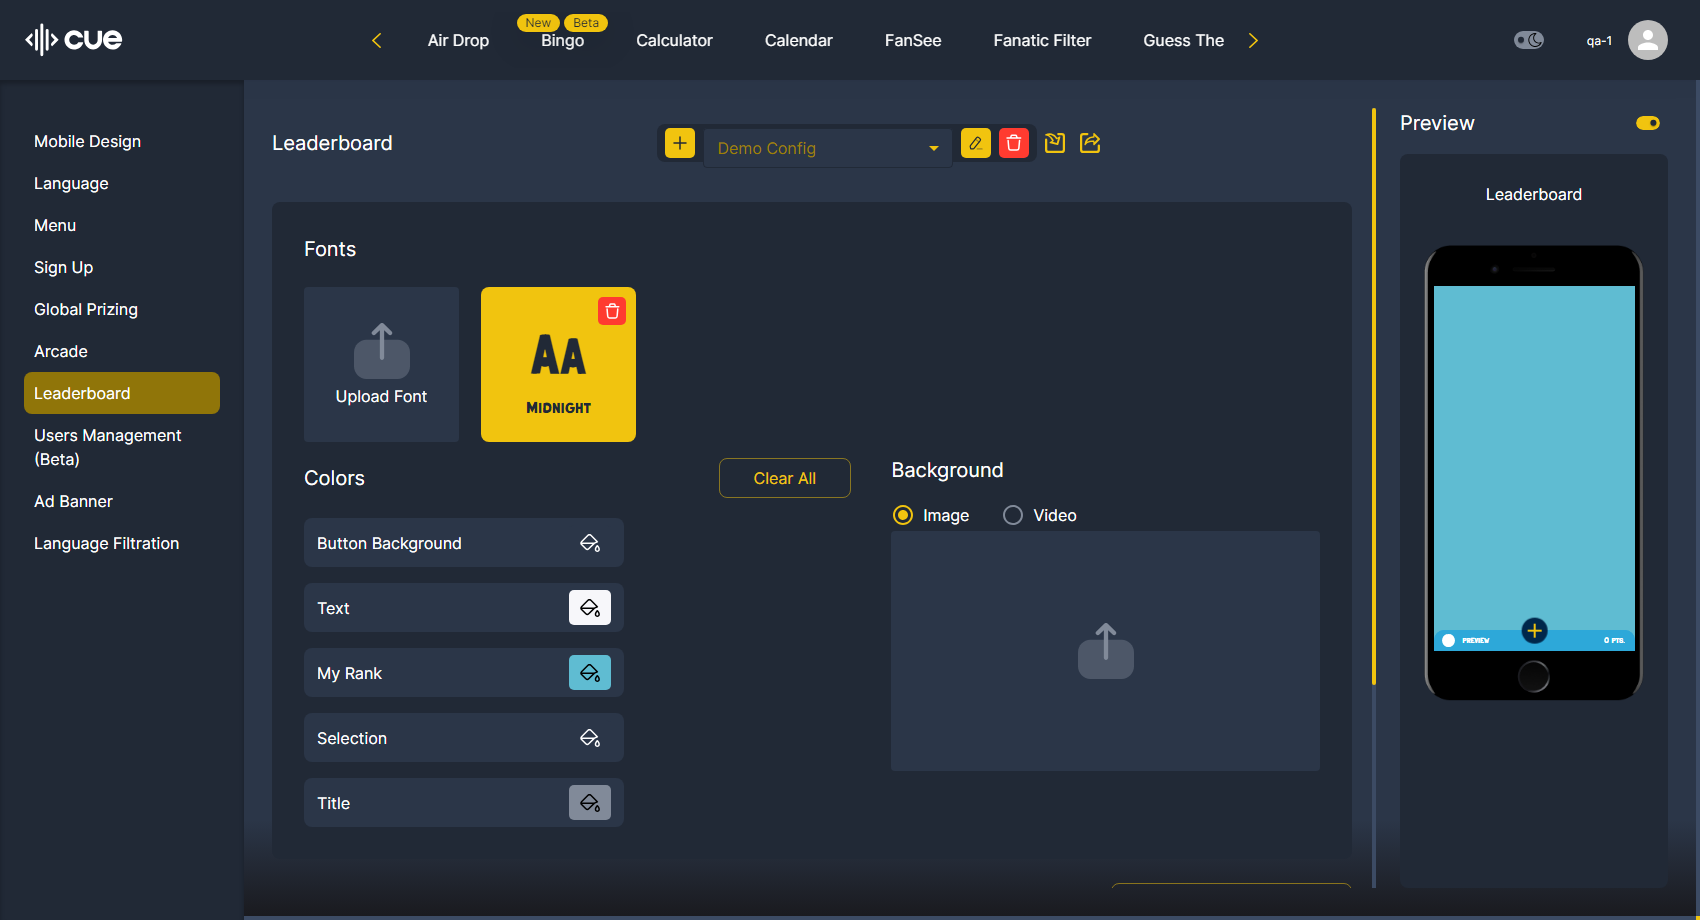 cue
New
Beta
Air Drop
Bingo
Calculator
Calendar
FanSee
Fanatic Filter
Guess The
qa-1
Mobile Design
Language
Menu
Sign Up
Global Prizing
Arcade
Leaderboard
Users Management
(Beta)
Ad Banner
Language Filtration
Leaderboard
Demo Config
Fonts
Upload Font
AA
MIDNIGHT
Colors
Clear All
Button Background
Text
My Rank
Selection
Title
Background
Image
Video
Preview
Leaderboard
PREVIEW
0 PTS.